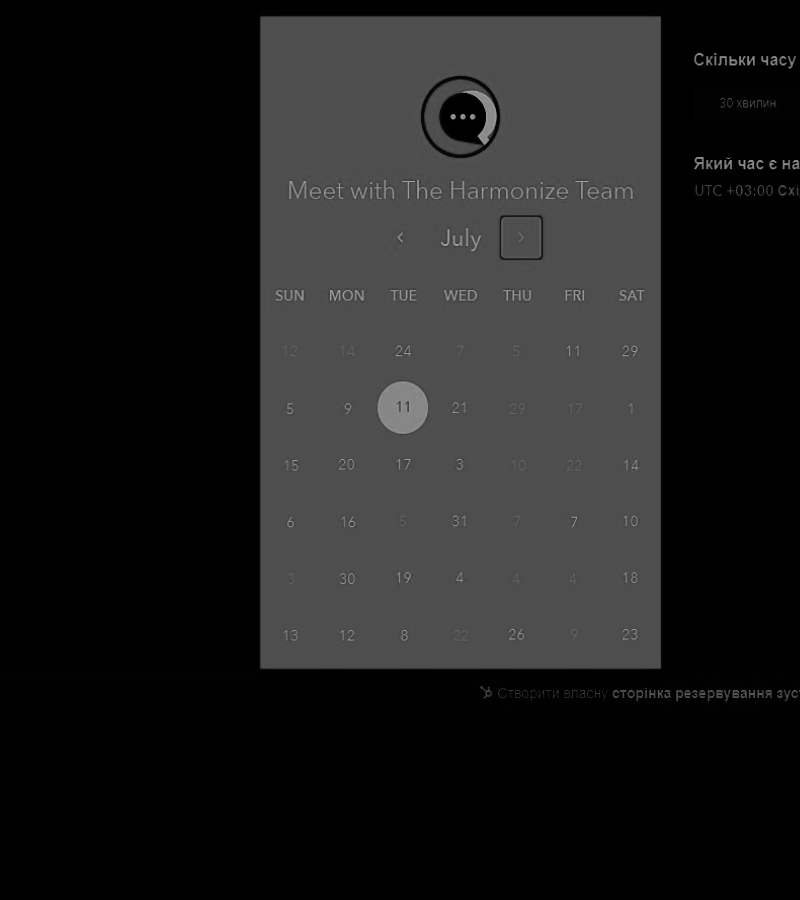 Meet with The Harmonize Team
July
SUN MON TUE WED THU FRI SAT
12 14 24 7 5 11 29
5 9 11 21 29 17 1
15 20 17 3 10 22 14
6 16 5 31 7 7 10
3 30 19 4 4 4 18
13 12 8 22 26 9 23
Скільки часу
30 хвилин
Який час є на
UTC +03:00 Схі
Створити власну сторінка резервування зуст